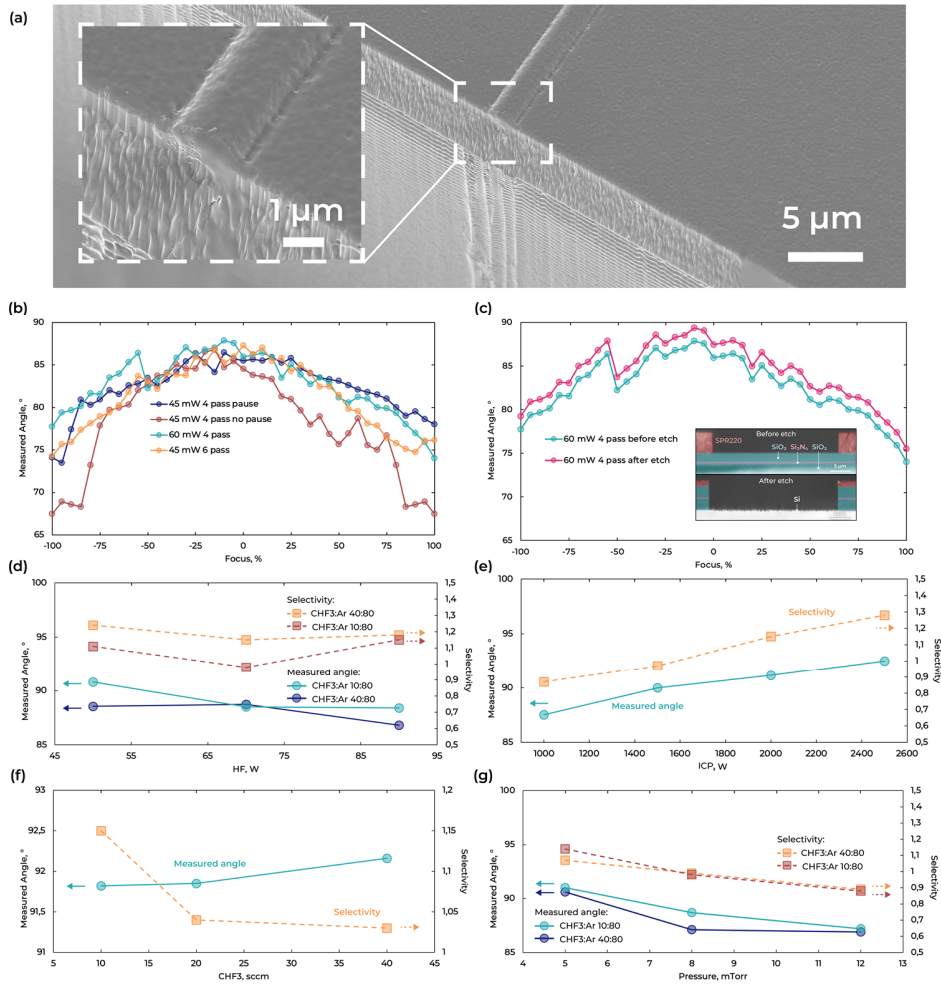 (a)
1 μm
5 μm
(b)
Measured Angle, °
90
85
80
75
70
65
45 mW 4 pass pause
45 mW 4 pass no pause
60 mW 4 pass
45 mW 6 pass
-100 -75 -50 -25 0 25 50 75 100
Focus, %
(c)
Measured Angle, °
90
85
80
75
70
65
60 mW 4 pass before etch
60 mW 4 pass after etch
SPR220
Before etch
SiO₂ Si₃N₄ SiO₂
5 μm
After etch
Si
-100 -75 -50 -25 0 25 50 75 100
Focus, %
(d)
Measured Angle, °
100
95
90
85
Selectivity:
CHF3:Ar 40:80
CHF3:Ar 10:80
Measured angle:
CHF3:Ar 10:80
CHF3:Ar 40:80
1,5
1,4
1,3
1,2
1,1
1
0,9
0,8
0,7
0,6
0,5
Selectivity
45 55 65 75 85 95
HF, W
(e)
Measured Angle, °
100
95
90
85
Selectivity
Measured angle
1,5
1,4
1,3
1,2
1,1
1
0,9
0,8
0,7
0,6
0,5
Selectivity
1000 1200 1400 1600 1800 2000 2200 2400 2600
ICP, W
(f)
Measured Angle, °
93
92,5
92
91,5
91
Measured angle
Selectivity
1,2
1,15
1,1
1,05
1
Selectivity
5 10 15 20 25 30 35 40 45
CHF3, sccm
(g)
Measured Angle, °
100
95
90
85
Selectivity:
CHF3:Ar 40:80
CHF3:Ar 10:80
Measured angle:
CHF3:Ar 10:80
CHF3:Ar 40:80
1,5
1,4
1,3
1,2
1,1
1
0,9
0,8
0,7
0,6
0,5
Selectivity
4 5 6 7 8 9 10 11 12 13
Pressure, mTorr